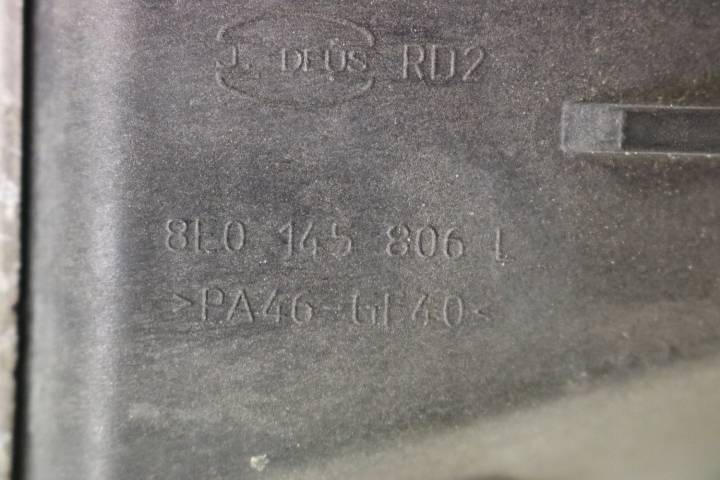 J. DEUS RD2
8E0 145 806 L
>PA46-GF40<